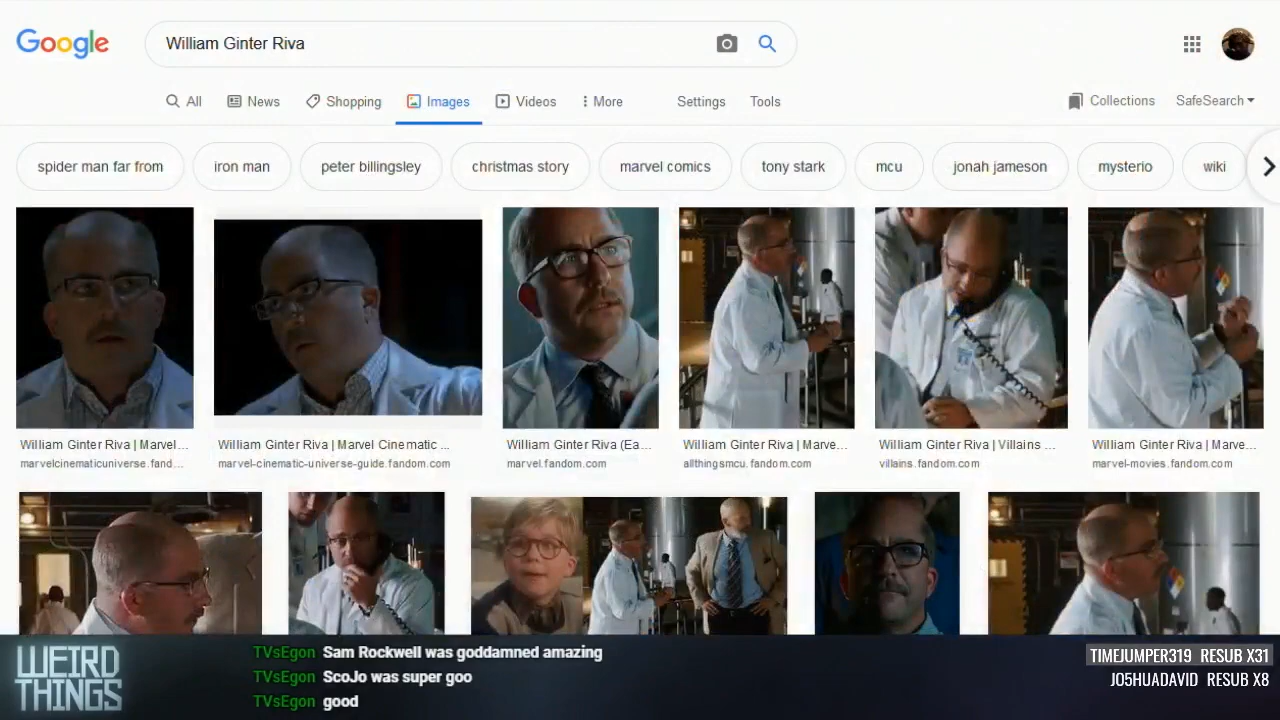 Google
William Ginter Riva
All
News
Shopping
Images
Videos
More
Settings
Tools
Collections
SafeSearch
spider man far from
iron man
peter billingsley
christmas story
marvel comics
tony stark
mcu
jonah jameson
mysterio
wiki
William Ginter Riva | Marvel...
marvelcinematicuniverse.fand...
William Ginter Riva | Marvel Cinematic ...
marvel-cinematic-universe-guide.fandom.com
William Ginter Riva (Ea...
marvel.fandom.com
William Ginter Riva | Marve...
allthingsmcu.fandom.com
William Ginter Riva | Villains ...
villains.fandom.com
William Ginter Riva | Marve...
marvel-movies.fandom.com
WEIRD
THINGS
TVsEgon Sam Rockwell was goddamned amazing
TVsEgon ScoJo was super goo
TVsEgon good
TIMEJUMPER319 RESUB X31
JO5HUADAVID RESUB X8